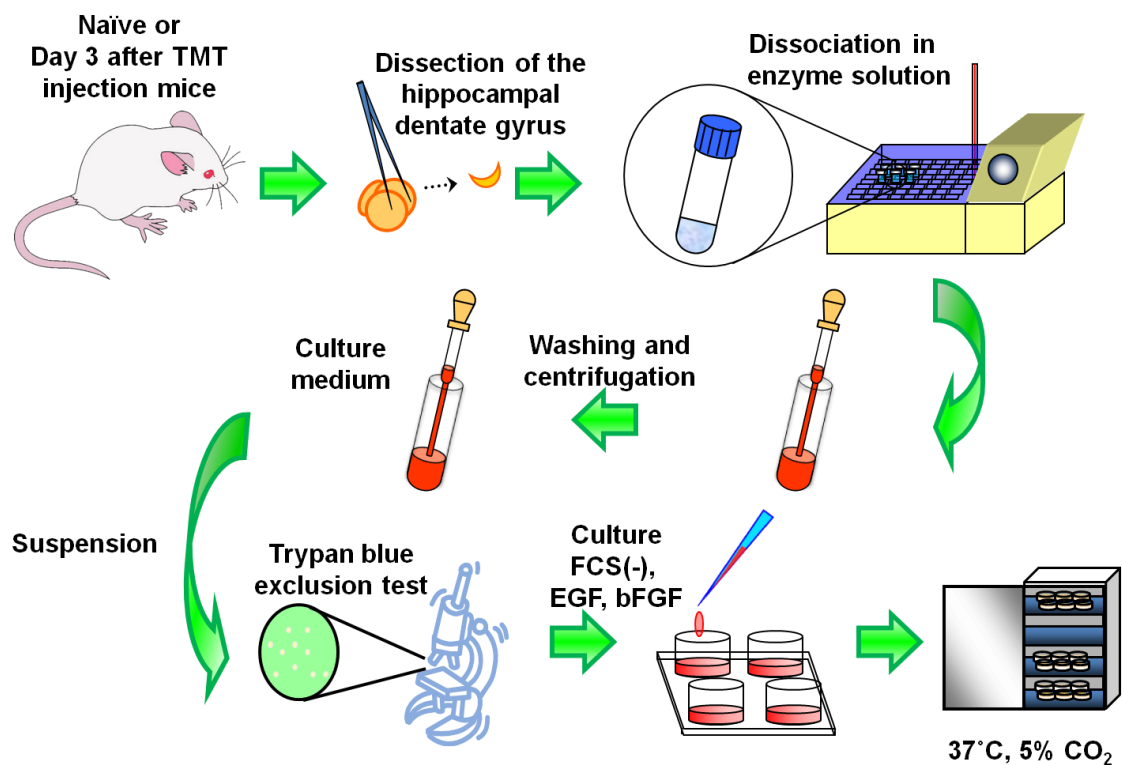 Naïve or
Day 3 after TMT
injection mice
Dissection of the
hippocampal
dentate gyrus
Dissociation in
enzyme solution
Culture
medium
Washing and
centrifugation
Suspension
Trypan blue
exclusion test
Culture
FCS(-),
EGF, bFGF
37˚C, 5% CO₂